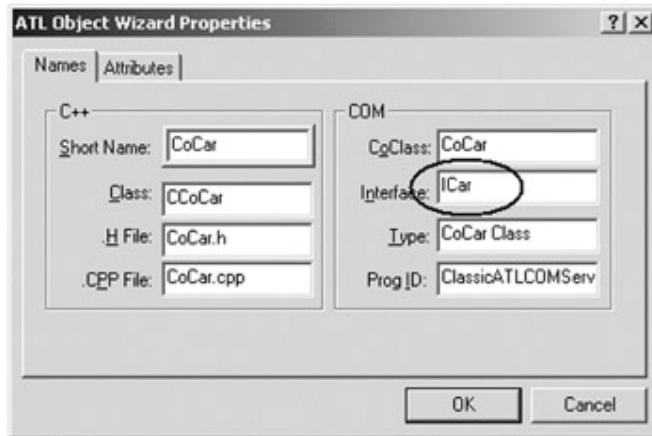 ATL Object Wizard Properties
Names Attributes
C++
Short Name: CoCar
Class: CCoCar
.H File: CoCar.h
.CPP File: CoCar.cpp
COM
CoClass: CoCar
Interface: ICar
Type: CoCar Class
Prog ID: ClassicATLCOMServ
OK Cancel